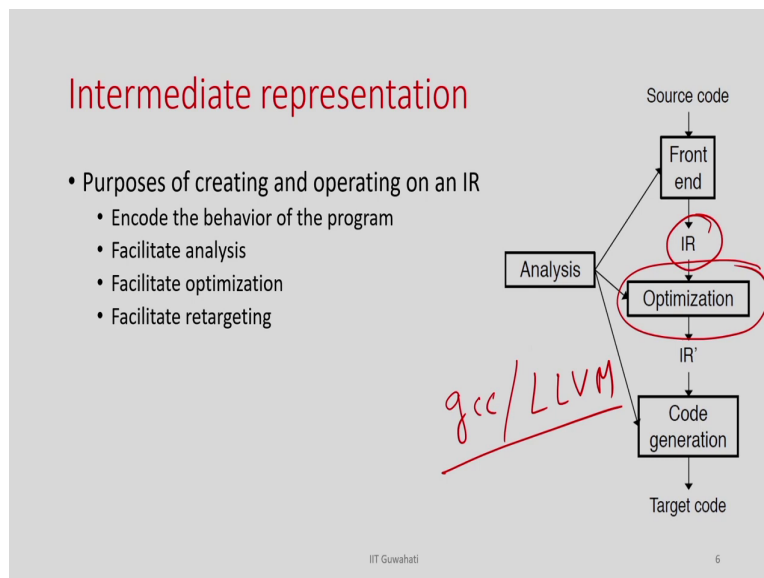 Intermediate representation
• Purposes of creating and operating on an IR
• Encode the behavior of the program
• Facilitate analysis
• Facilitate optimization
• Facilitate retargeting
Source code
Front
end
IR
Analysis
Optimization
IR'
gcc/LLVM
Code
generation
Target code
IIT Guwahati
6